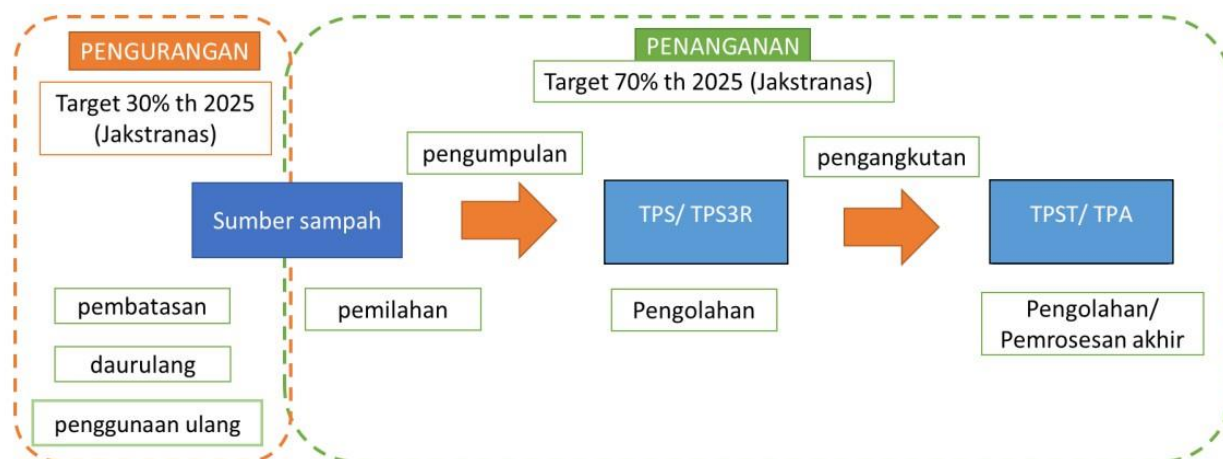 PENGURANGAN
Target 30% th 2025
(Jakstranas)
PENANGANAN
Target 70% th 2025 (Jakstranas)
pengumpulan
pengangkutan
Sumber sampah
TPS/ TPS3R
TPST/ TPA
pembatasan
daurulang
penggunaan ulang
pemilahan
Pengolahan
Pengolahan/
Pemrosesan akhir